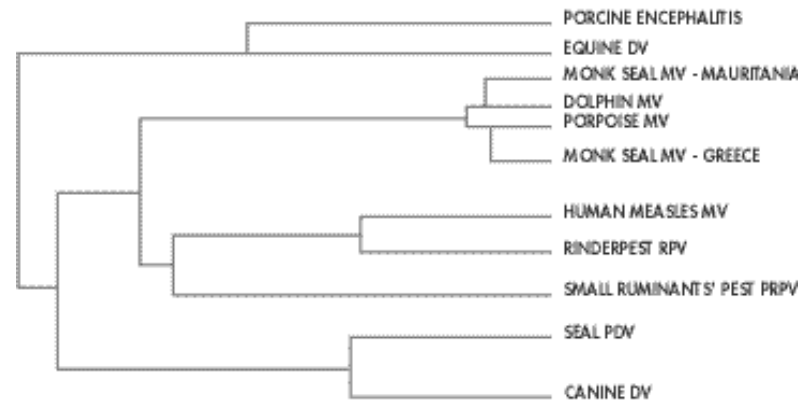 PORCINE ENCEPHALITIS
EQUINE DV
MONK SEAL MV - MAURITANIA
DOLPHIN MV
PORPOISE MV
MONK SEAL MV - GREECE
HUMAN MEASLES MV
RINDERPEST RPV
SMALL RUMINANTS' PEST PRPV
SEAL PDV
CANINE DV